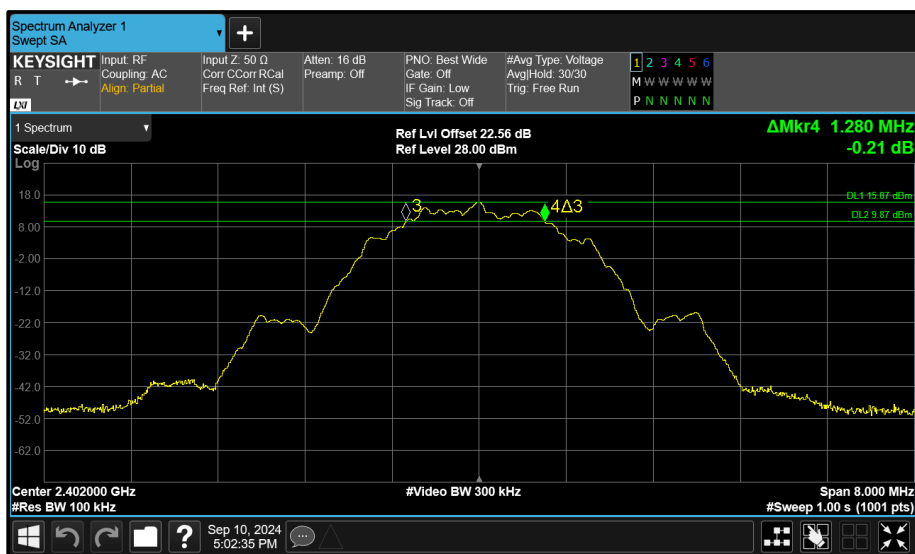 Spectrum Analyzer 1
Swept SA
+
KEYSIGHT
R T
LXI
Input: RF
Coupling: AC
Align: Partial
Input Z: 50 Ω
Corr CCorr RCal
Freq Ref: Int (S)
Atten: 16 dB
Preamp: Off
PNO: Best Wide
Gate: Off
IF Gain: Low
Sig Track: Off
#Avg Type: Voltage
Avg|Hold: 30/30
Trig: Free Run
1 2 3 4 5 6
M W W W W W
P N N N N N
1 Spectrum
Scale/Div 10 dB
Ref Lvl Offset 22.56 dB
Ref Level 28.00 dBm
ΔMkr4 1.280 MHz
-0.21 dB
Log
18.0
DL1 15.87 dBm
3
4Δ3
DL2 9.87 dBm
8.00
-2.00
-12.0
-22.0
-32.0
-42.0
-52.0
-62.0
Center 2.402000 GHz
#Video BW 300 kHz
Span 8.000 MHz
#Res BW 100 kHz
#Sweep 1.00 s (1001 pts)
?
Sep 10, 2024
5:02:35 PM